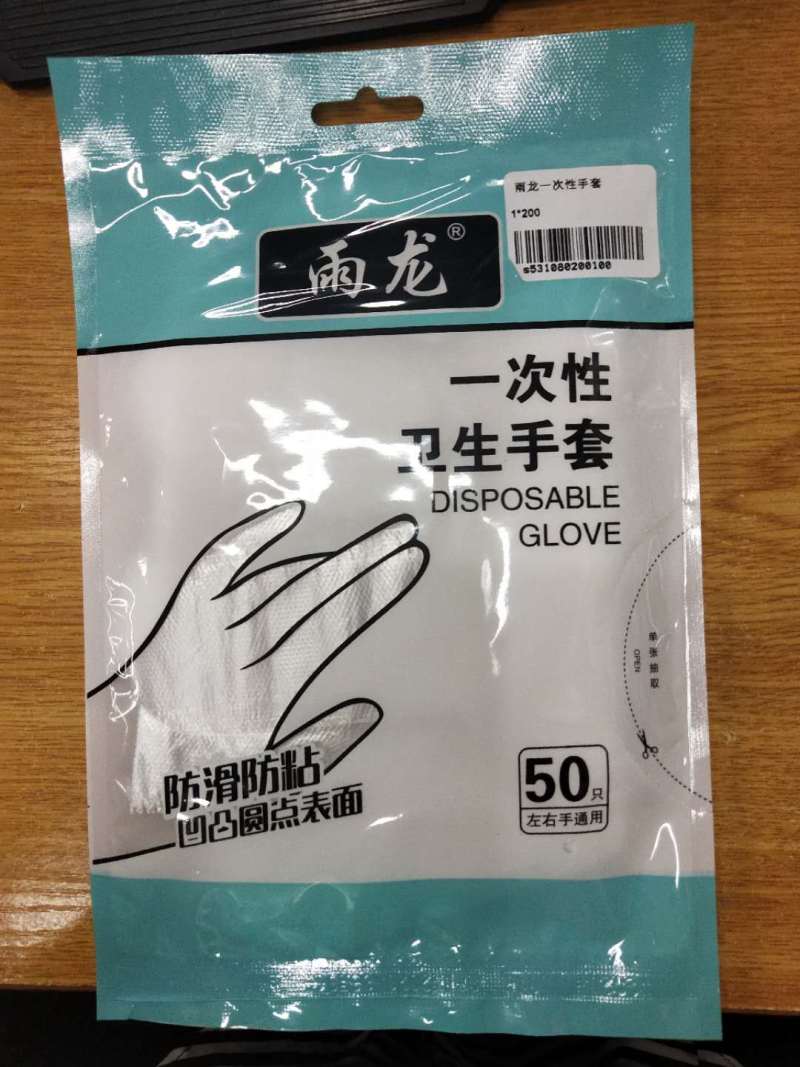 雨龙一次性手套
1*200
s531080200100
雨龙®
一次性
卫生手套
DISPOSABLE
GLOVE
单张抽取
OPEN
防滑防粘
凹凸圆点表面
50只
左右手通用